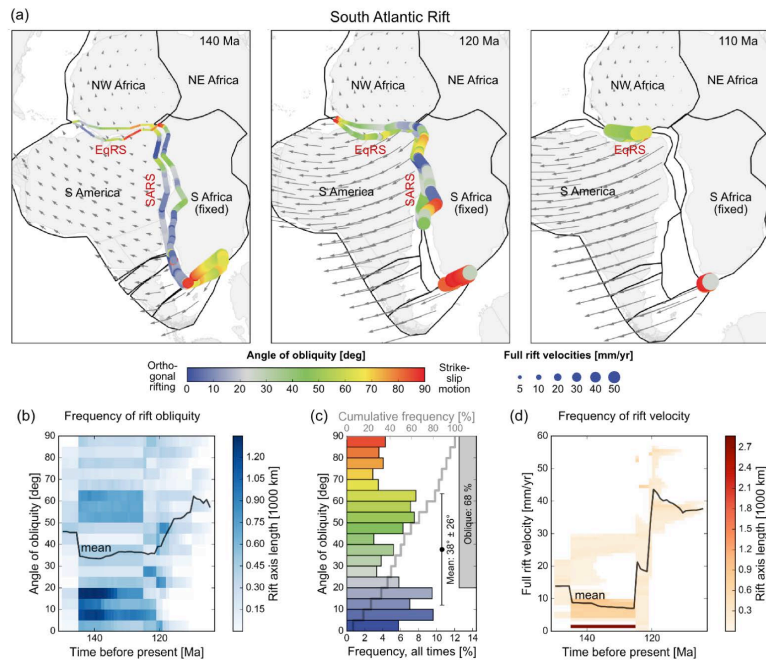 South Atlantic Rift
(a)
140 Ma
NW Africa
NE Africa
EqRS
S America
SARS
S Africa
(fixed)
120 Ma
NW Africa
NE Africa
EqRS
S America
SARS
S Africa
(fixed)
110 Ma
NW Africa
NE Africa
EqRS
S America
S Africa
(fixed)
Angle of obliquity [deg]
Full rift velocities [mm/yr]
Ortho-
gonal
rifting
Strike-
slip
motion
0 10 20 30 40 50 60 70 80 90
5 10 20 30 40 50
(b) Frequency of rift obliquity
90
80
70
60
50
40
30
20
10
0
Angle of obliquity [deg]
mean
140 120
Time before present [Ma]
1.20
1.05
0.90
0.75
0.60
0.45
0.30
0.15
Rift axis length [1000 km]
(c) Cumulative frequency [%]
0 20 40 60 80 100
90
80
70
60
50
40
30
20
10
0
Angle of obliquity [deg]
Mean: 38° ± 26°
Oblique: 68 %
0 2 4 6 8 10 12 14
Frequency, all times [%]
(d) Frequency of rift velocity
60
50
40
30
20
10
0
Full rift velocity [mm/yr]
mean
140 120
Time before present [Ma]
2.7
2.4
2.1
1.8
1.5
1.2
0.9
0.6
0.3
Rift axis length [1000 km]